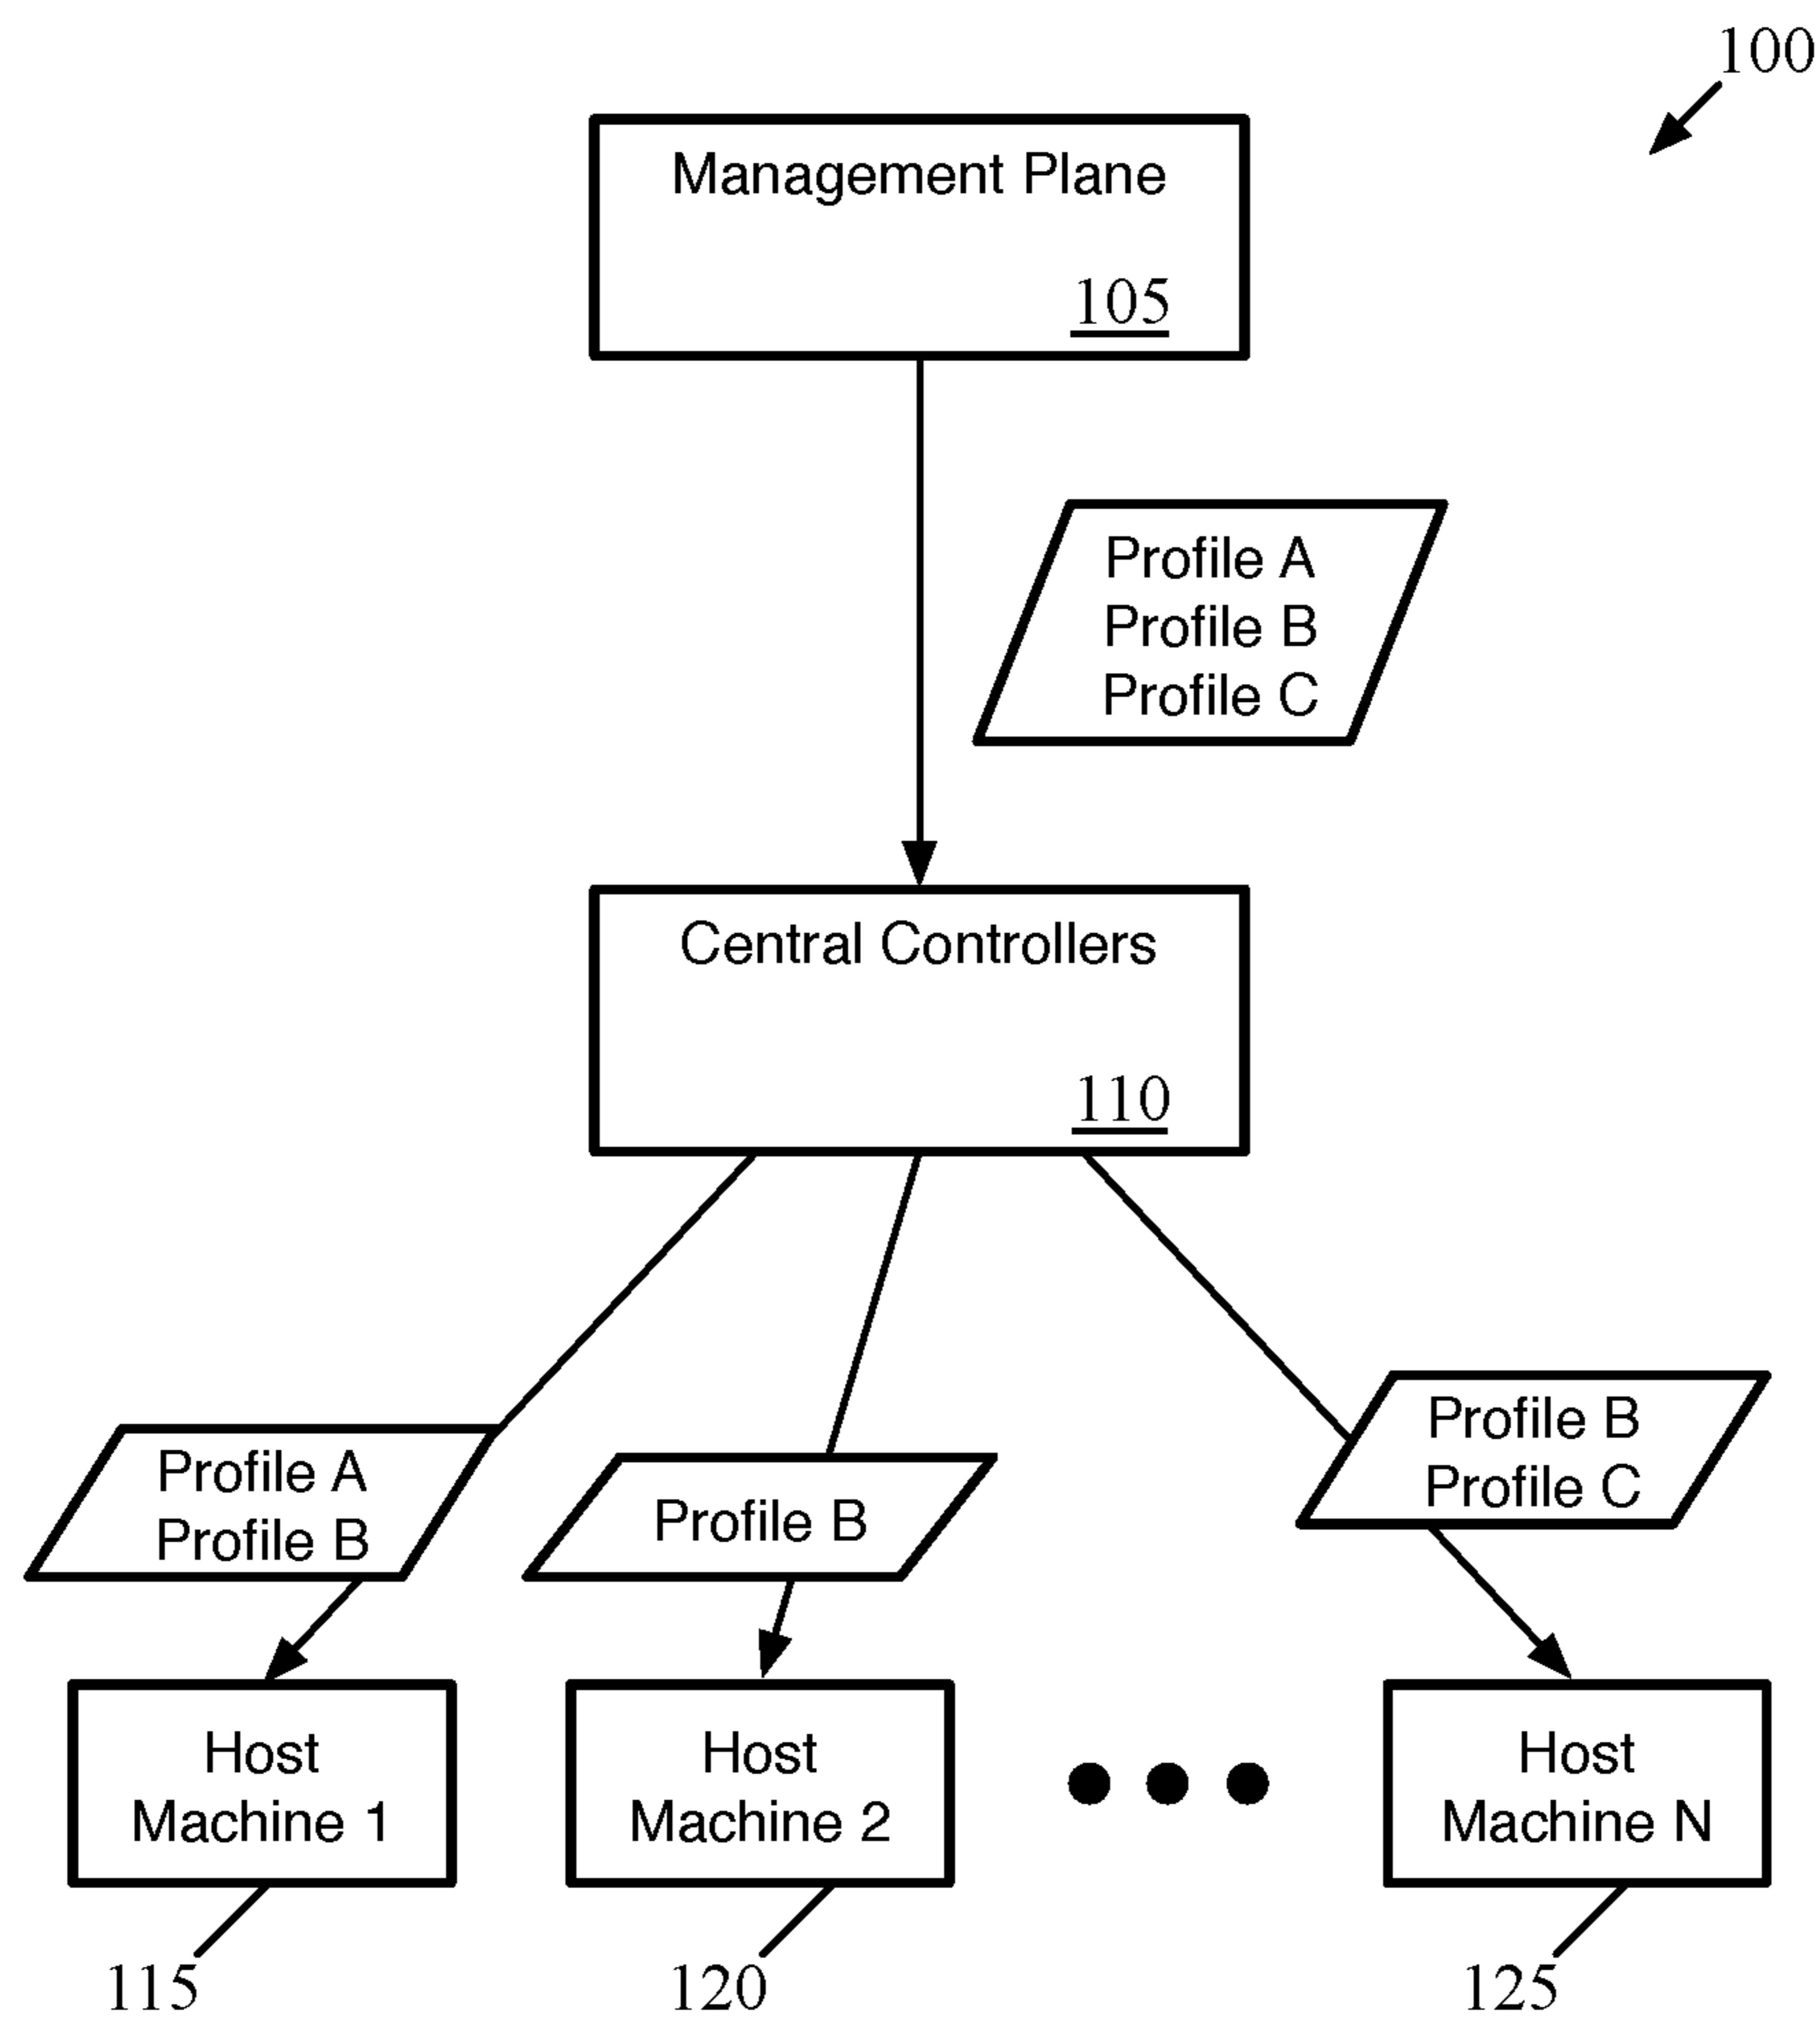 100
Management Plane
105
Profile A
Profile B
Profile C
Central Controllers
110
Profile A
Profile B
Profile B
Profile B
Profile C
Host
Machine 1
Host
Machine 2
Host
Machine N
115
120
125